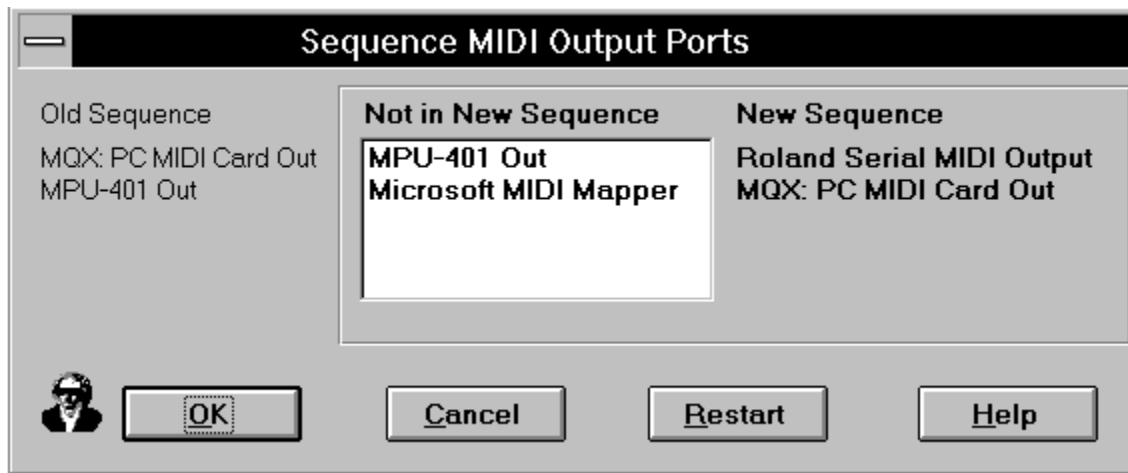 Sequence MIDI Output Ports
Old Sequence
MQX: PC MIDI Card Out
MPU-401 Out
Not in New Sequence
MPU-401 Out
Microsoft MIDI Mapper
New Sequence
Roland Serial MIDI Output
MQX: PC MIDI Card Out
OK
Cancel
Restart
Help